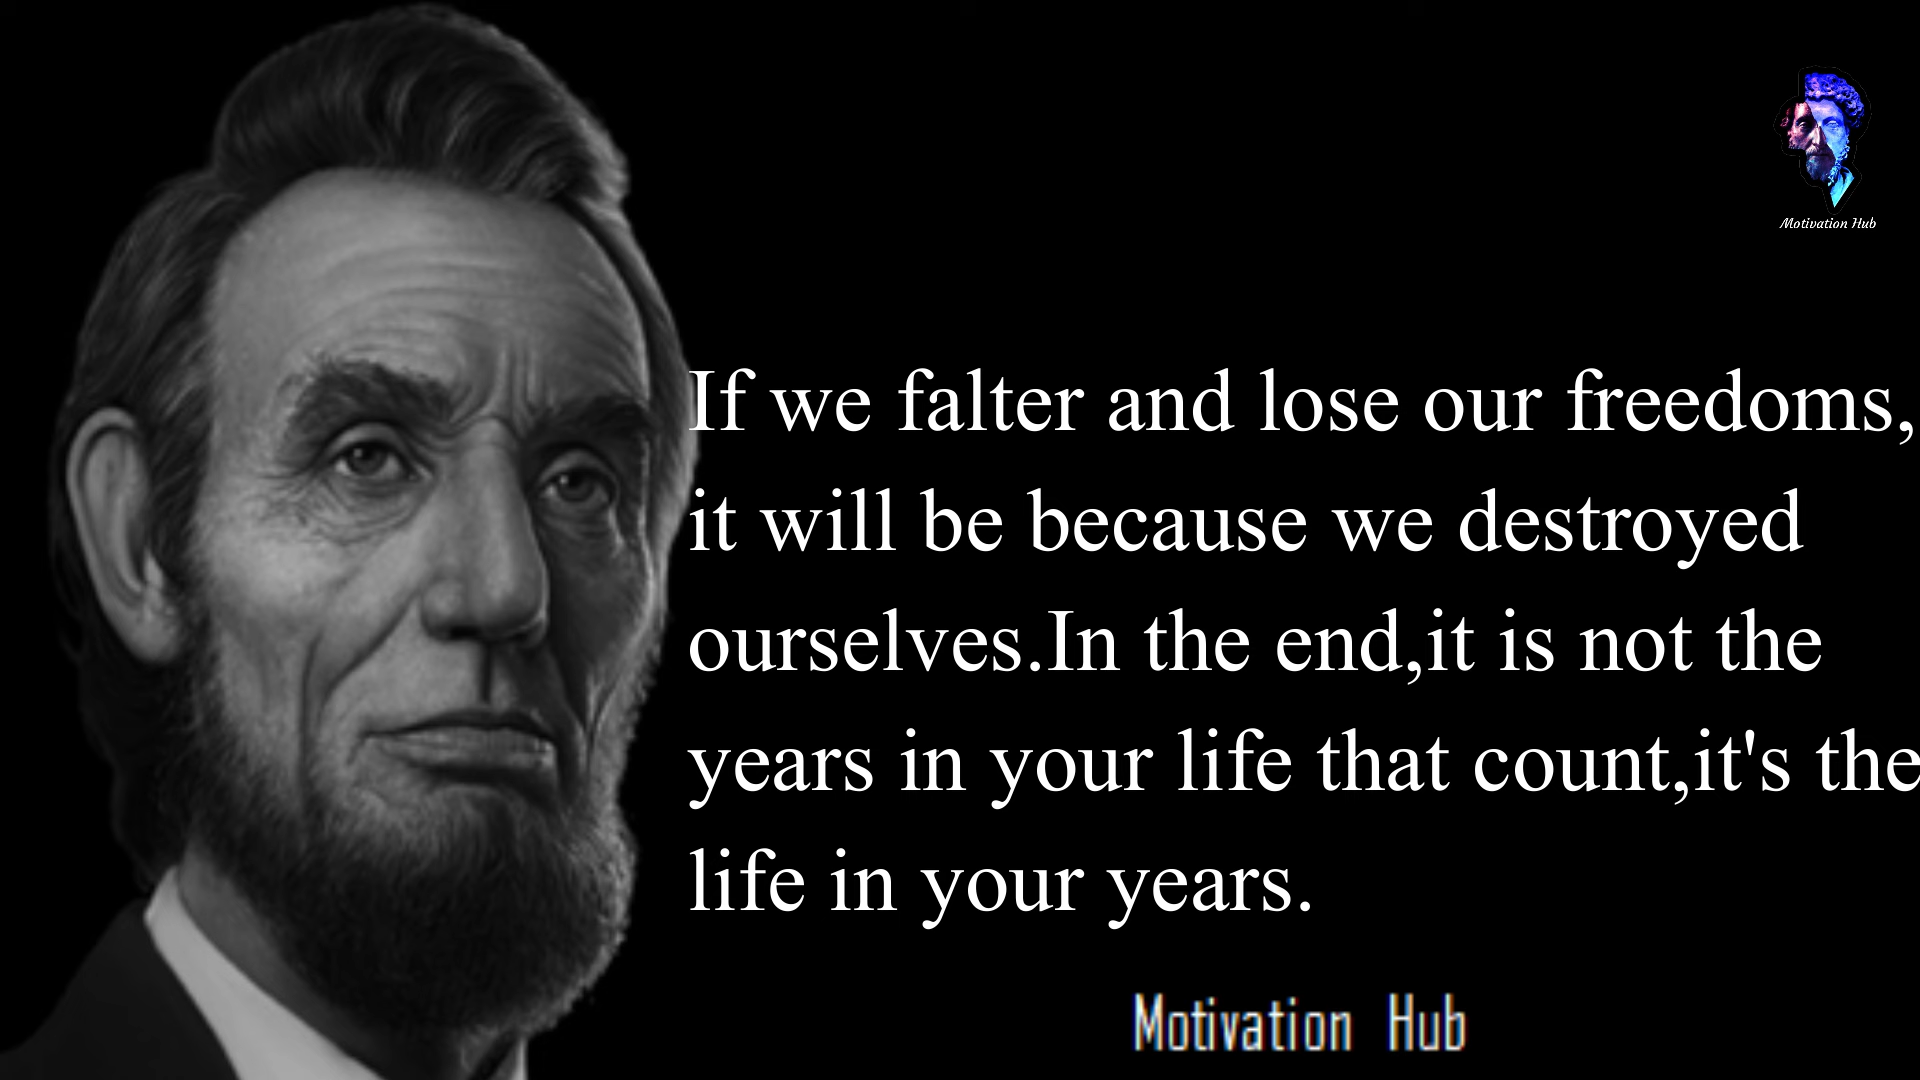 Motivation Hub
If we falter and lose our freedoms,
it will be because we destroyed
ourselves.In the end,it is not the
years in your life that count,it's the
life in your years.
Motivation Hub